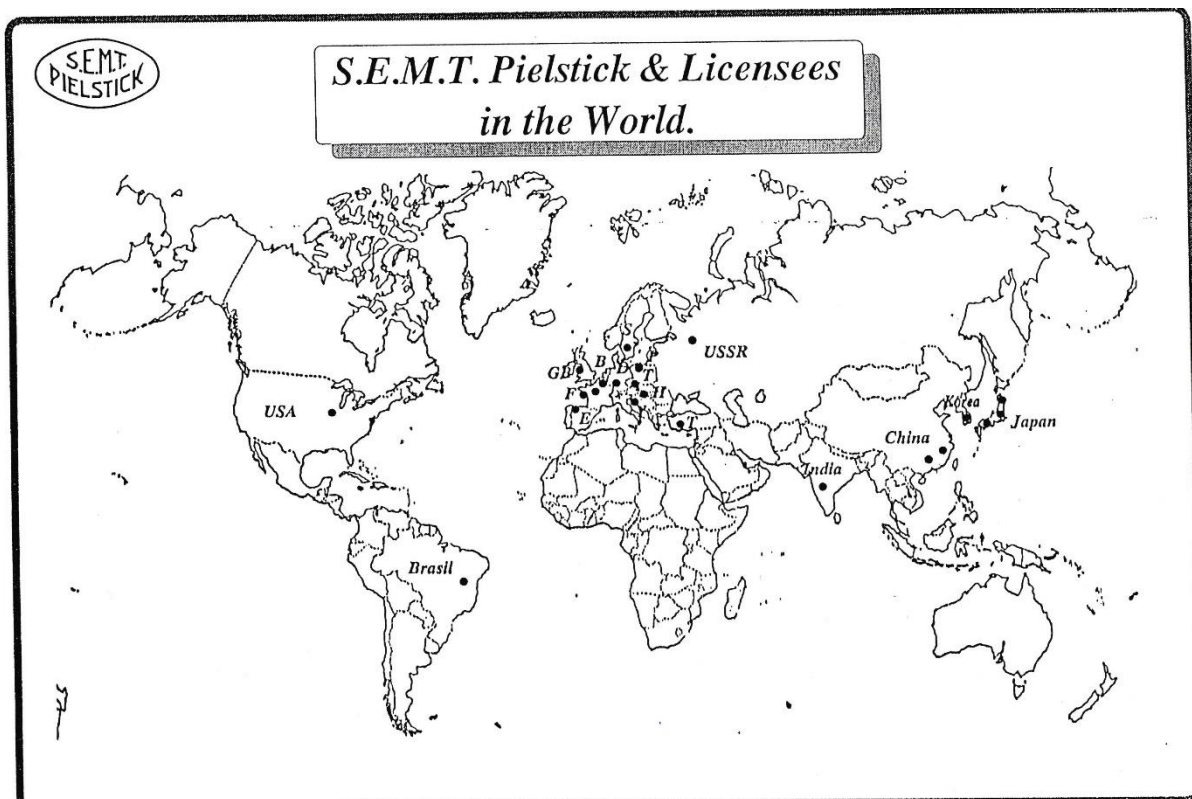 S.E.M.T.
PIELSTICK
S.E.M.T. Pielstick & Licensees
in the World.
USSR
S
B
D
GB
T
F
H
E
T
USA
Korea
Japan
China
India
Brasil